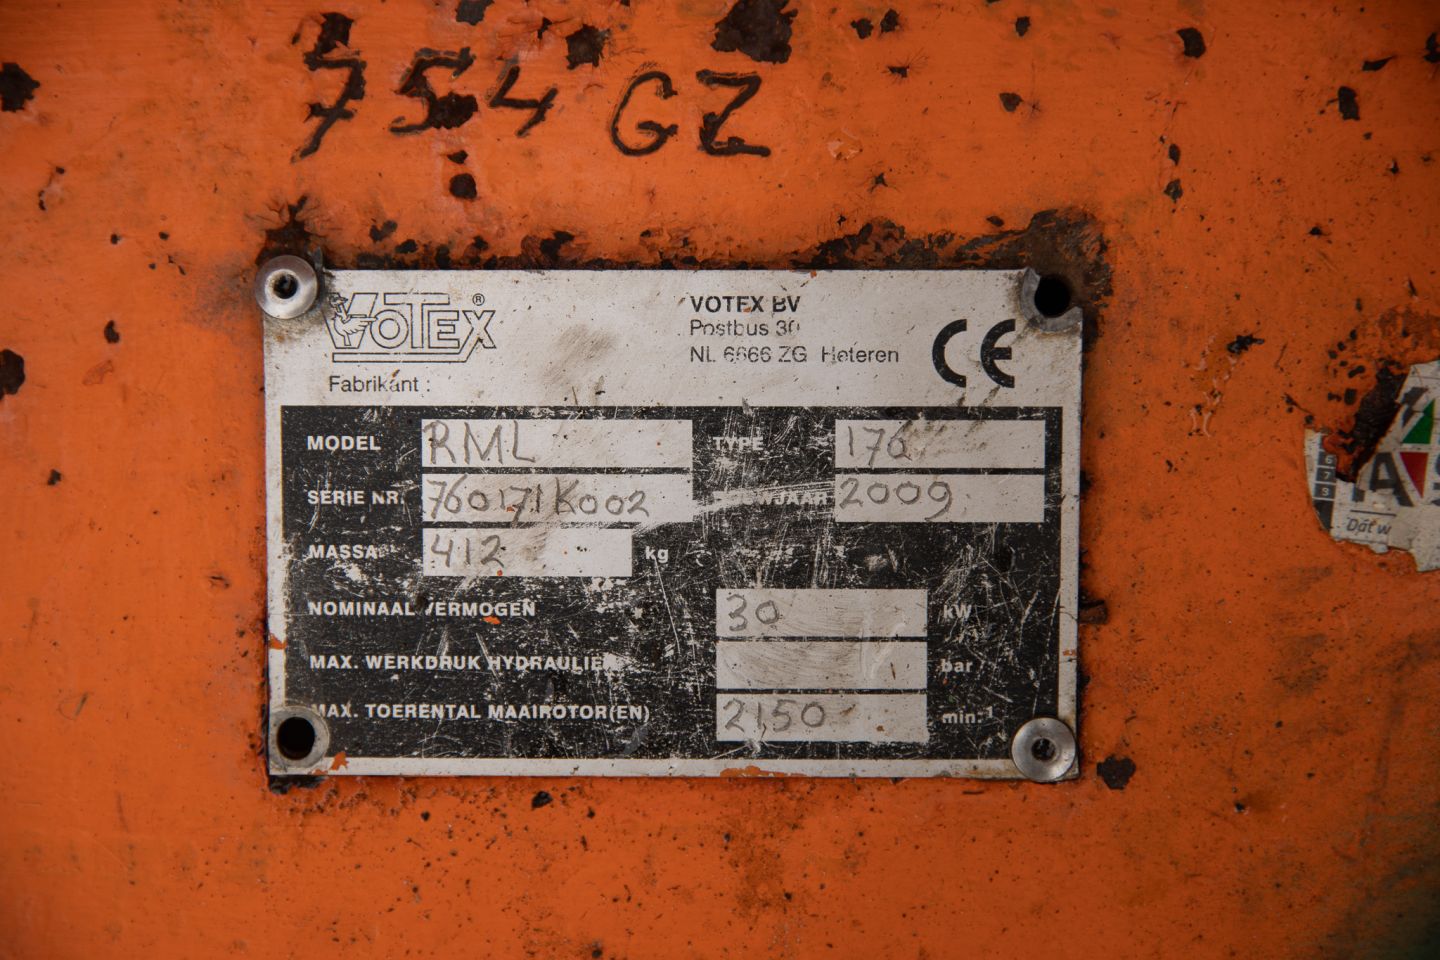 754 GZ
VOTEX®
VOTEX BV
Postbus 30
NL 6666 ZG Heteren
CE
Fabrikant :
MODEL RML TYPE 176
SERIE NR. 760171K002 BOUWJAAR 2009
MASSA 412 kg
NOMINAAL VERMOGEN 30 kW
MAX. WERKDRUK HYDRAULIEK bar
MAX. TOERENTAL MAAIROTOR(EN) 2150 min⁻¹
Dat w